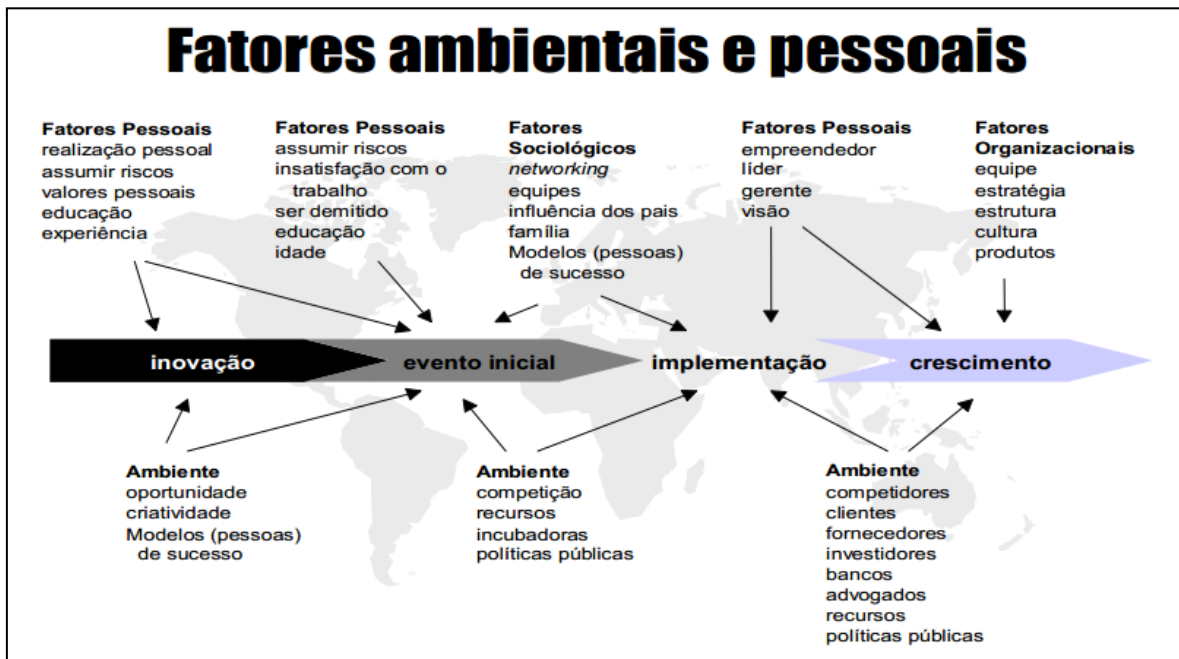 Fatores ambientais e pessoais
Fatores Pessoais
realização pessoal
assumir riscos
valores pessoais
educação
experiência
Fatores Pessoais
assumir riscos
insatisfação com o
trabalho
ser demitido
educação
idade
Fatores
Sociológicos
networking
equipes
influência dos pais
família
Modelos (pessoas)
de sucesso
Fatores Pessoais
empreendedor
líder
gerente
visão
Fatores
Organizacionais
equipe
estratégia
estrutura
cultura
produtos
inovação
evento inicial
implementação
crescimento
Ambiente
oportunidade
criatividade
Modelos (pessoas)
de sucesso
Ambiente
competição
recursos
incubadoras
políticas públicas
Ambiente
competidores
clientes
fornecedores
investidores
bancos
advogados
recursos
políticas públicas